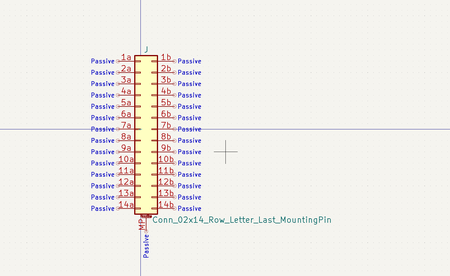 J
Passive 1a 1b Passive
Passive 2a 2b Passive
Passive 3a 3b Passive
Passive 4a 4b Passive
Passive 5a 5b Passive
Passive 6a 6b Passive
Passive 7a 7b Passive
Passive 8a 8b Passive
Passive 9a 9b Passive
Passive 10a 10b Passive
Passive 11a 11b Passive
Passive 12a 12b Passive
Passive 13a 13b Passive
Passive 14a 14b Passive
Conn_02x14_Row_Letter_Last_MountingPin
MP
Passive